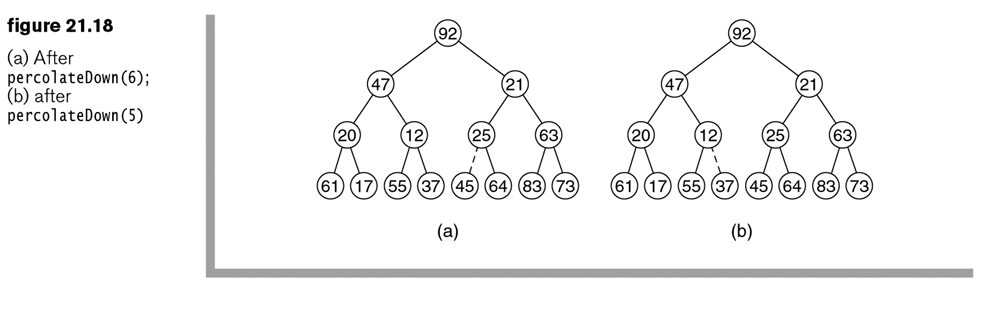 figure 21.18
(a) After
percolateDown(6);
(b) after
percolateDown(5)
92
47 21
20 12 25 63
61 17 55 37 45 64 83 73
(a)
92
47 21
20 12 25 63
61 17 55 37 45 64 83 73
(b)